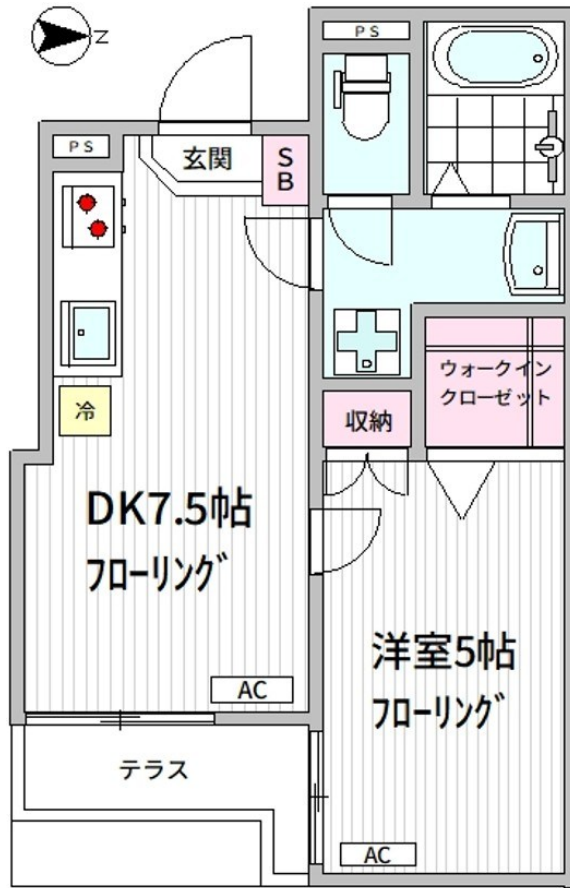 N
PS
PS
玄関
S
B
ウォークイン
クローゼット
冷
収納
DK7.5帖
フローリング
洋室5帖
フローリング
AC
テラス
AC